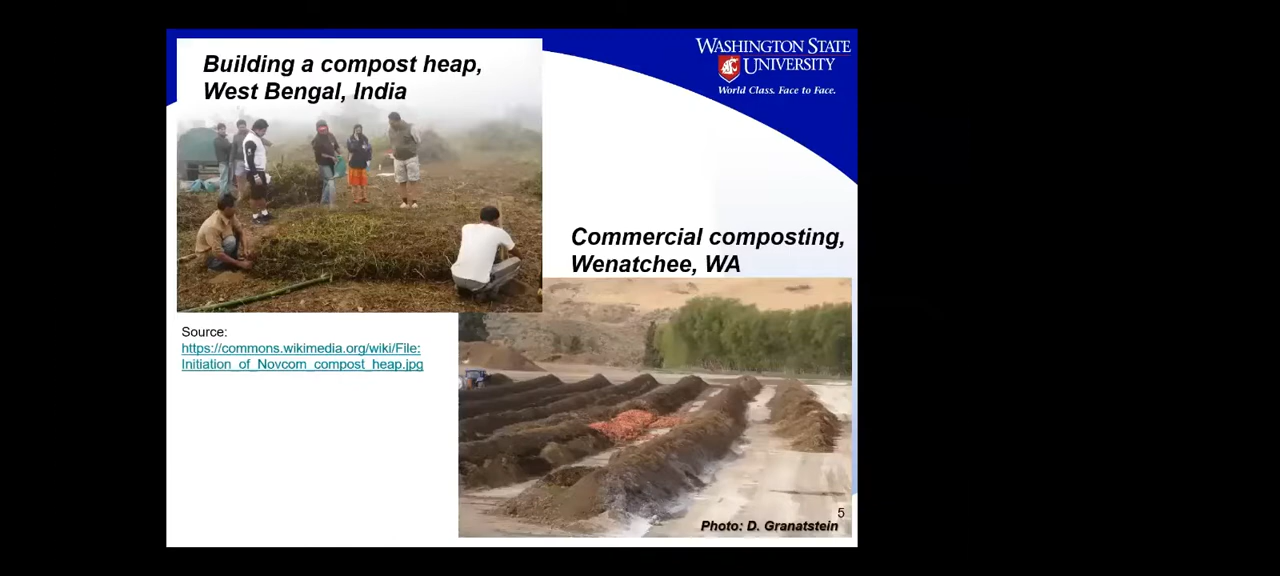 Building a compost heap,
West Bengal, India
WASHINGTON STATE
UNIVERSITY
World Class. Face to Face.
Commercial composting,
Wenatchee, WA
Source:
https://commons.wikimedia.org/wiki/File:
Initiation_of_Novcom_compost_heap.jpg
5
Photo: D. Granatstein